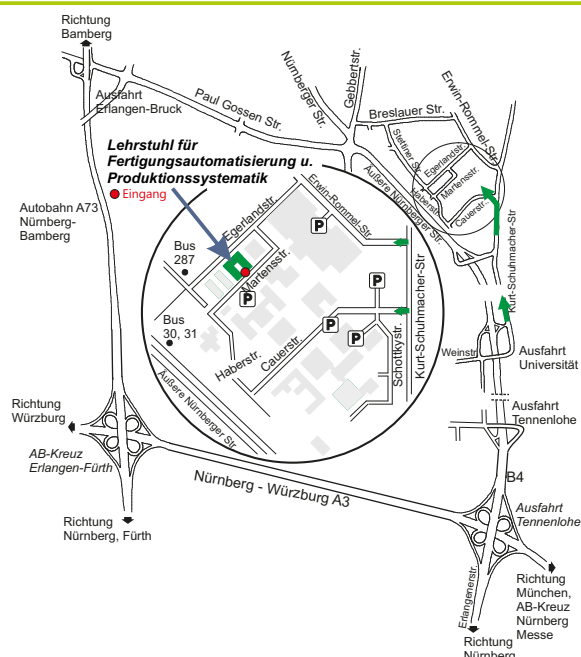 Richtung
Bamberg
Ausfahrt
Erlangen-Bruck
Paul Gossen Str.
Nürnberger Str.
Gebbertstr.
Breslauer Str.
Erwin-Rommel-Str.
Stettiner Str.
Egerlandstr.
Martensstr.
Haberstr.
Cauerstr.
Äußere Nürnberger Str.
Kurt-Schuhmacher-Str
Lehrstuhl für
Fertigungsautomatisierung u.
Produktionssystematik
Eingang
Autobahn A73
Nürnberg-
Bamberg
Bus
287
Bus
30, 31
Egerlandstr.
Erwin-Rommel-Str.
Martensstr.
P
P
P
P
P
Haberstr.
Cauerstr.
Schottkystr.
Kurt-Schuhmacher-Str
Äußere Nürnberger Str
Weinstr.
Ausfahrt
Universität
Ausfahrt
Tennenlohe
Richtung
Würzburg
AB-Kreuz
Erlangen-Fürth
Nürnberg - Würzburg A3
B4
Ausfahrt
Tennenlohe
Richtung
Nürnberg, Fürth
Erlangenerstr.
Richtung
München,
AB-Kreuz
Nürnberg
Messe
Richtung
Nürnberg